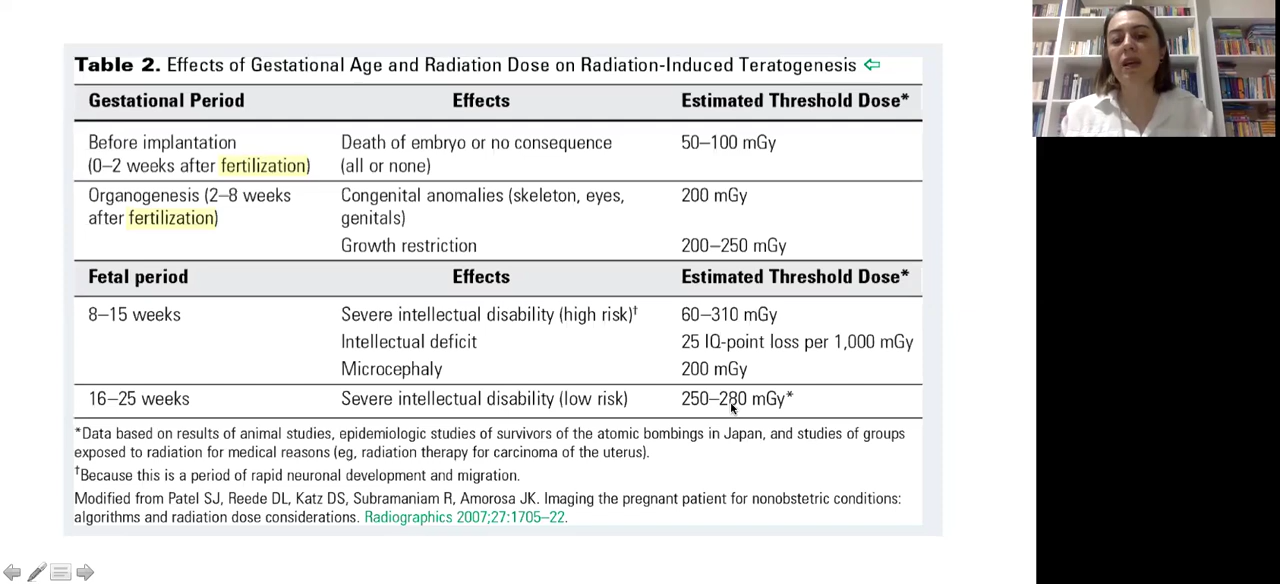 Table 2. Effects of Gestational Age and Radiation Dose on Radiation-Induced Teratogenesis
Gestational Period Effects Estimated Threshold Dose*
Before implantation Death of embryo or no consequence 50–100 mGy
(0–2 weeks after fertilization) (all or none)
Organogenesis (2–8 weeks Congenital anomalies (skeleton, eyes, 200 mGy
after fertilization) genitals)
Growth restriction 200–250 mGy
Fetal period Effects Estimated Threshold Dose*
8–15 weeks Severe intellectual disability (high risk)† 60–310 mGy
Intellectual deficit 25 IQ-point loss per 1,000 mGy
Microcephaly 200 mGy
16–25 weeks Severe intellectual disability (low risk) 250–280 mGy*
*Data based on results of animal studies, epidemiologic studies of survivors of the atomic bombings in Japan, and studies of groups
exposed to radiation for medical reasons (eg, radiation therapy for carcinoma of the uterus).
†Because this is a period of rapid neuronal development and migration.
Modified from Patel SJ, Reede DL, Katz DS, Subramaniam R, Amorosa JK. Imaging the pregnant patient for nonobstetric conditions:
algorithms and radiation dose considerations. Radiographics 2007;27:1705–22.